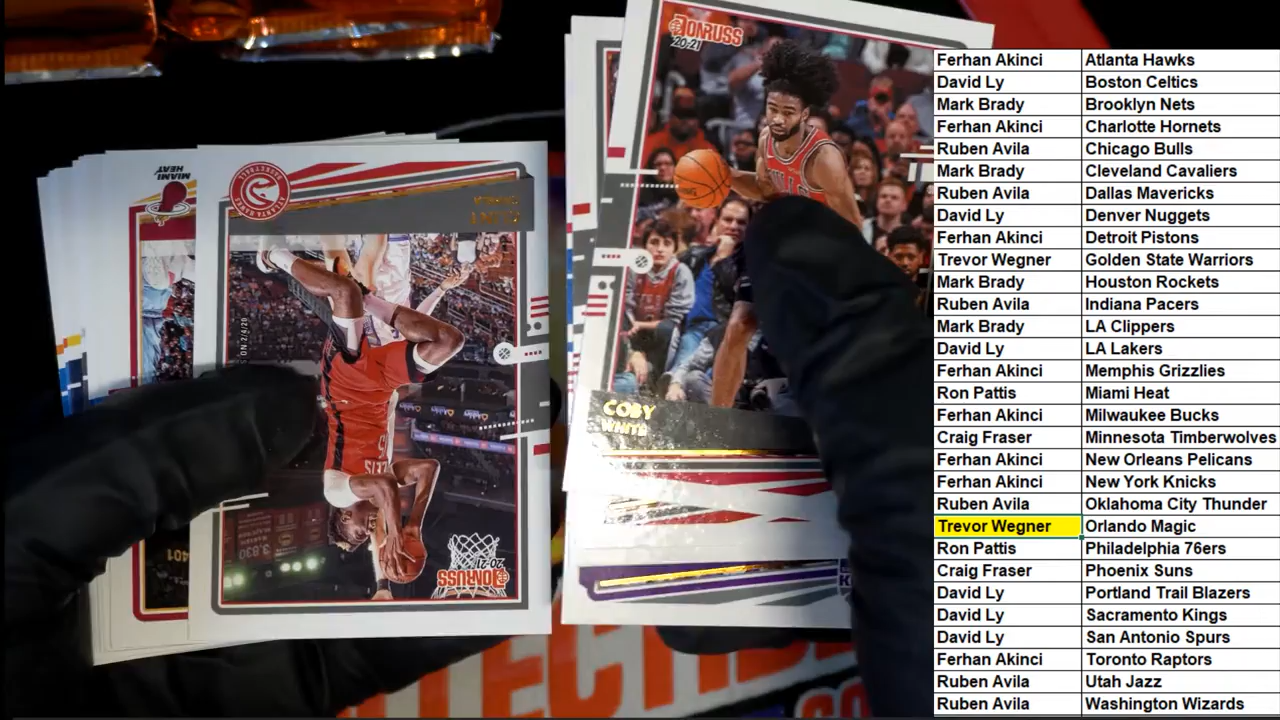 DONRUSS
20-21
COBY
WHITE
MIAMI
HEAT
ATLANTA HAWKS
BASKETBALL
DONRUSS
20-21
Ferhan Akinci Atlanta Hawks
David Ly Boston Celtics
Mark Brady Brooklyn Nets
Ferhan Akinci Charlotte Hornets
Ruben Avila Chicago Bulls
Mark Brady Cleveland Cavaliers
Ruben Avila Dallas Mavericks
David Ly Denver Nuggets
Ferhan Akinci Detroit Pistons
Trevor Wegner Golden State Warriors
Mark Brady Houston Rockets
Ruben Avila Indiana Pacers
Mark Brady LA Clippers
David Ly LA Lakers
Ferhan Akinci Memphis Grizzlies
Ron Pattis Miami Heat
Ferhan Akinci Milwaukee Bucks
Craig Fraser Minnesota Timberwolves
Ferhan Akinci New Orleans Pelicans
Ferhan Akinci New York Knicks
Ruben Avila Oklahoma City Thunder
Trevor Wegner Orlando Magic
Ron Pattis Philadelphia 76ers
Craig Fraser Phoenix Suns
David Ly Portland Trail Blazers
David Ly Sacramento Kings
David Ly San Antonio Spurs
Ferhan Akinci Toronto Raptors
Ruben Avila Utah Jazz
Ruben Avila Washington Wizards